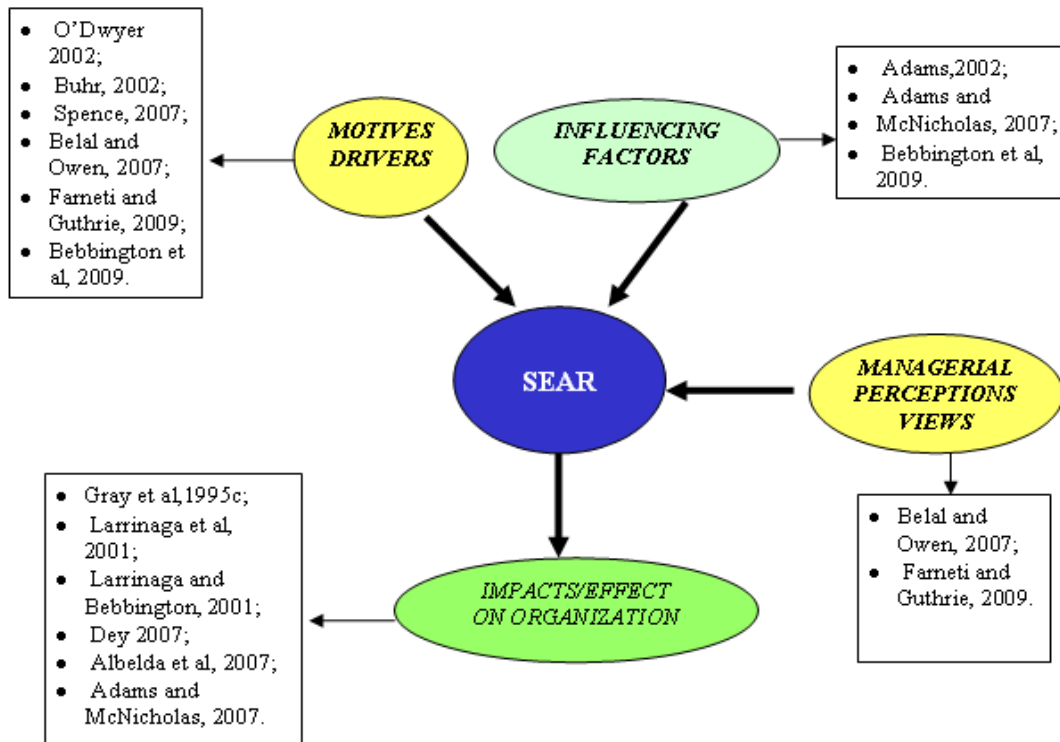 ● O’Dwyer
2002;
● Buhr, 2002;
● Spence, 2007;
● Belal and
Owen, 2007;
● Farneti and
Guthrie, 2009;
● Bebbington et
al, 2009.
MOTIVES
DRIVERS
INFLUENCING
FACTORS
● Adams,2002;
● Adams and
● McNicholas, 2007;
● Bebbington et al,
2009.
SEAR
MANAGERIAL
PERCEPTIONS
VIEWS
● Gray et al,1995c;
● Larrinaga et al,
2001;
● Larrinaga and
Bebbington, 2001;
● Dey 2007;
● Albelda et al, 2007;
● Adams and
McNicholas, 2007.
IMPACTS/EFFECT
ON ORGANIZATION
● Belal and
Owen, 2007;
● Farneti and
Guthrie, 2009.